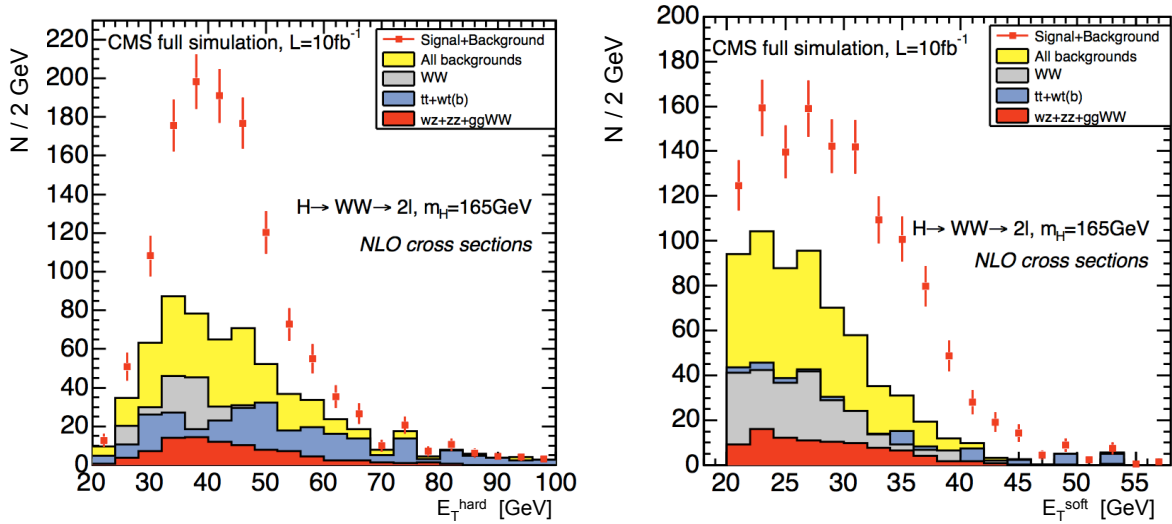 CMS full simulation, L=10fb⁻¹
Signal+Background
All backgrounds
WW
tt+wt(b)
wz+zz+ggWW
H→ WW→ 2l, m_H=165GeV
NLO cross sections
N / 2 GeV
220
200
180
160
140
120
100
80
60
40
20
0
20 30 40 50 60 70 80 90 100
E_T^hard [GeV]
CMS full simulation, L=10fb⁻¹
Signal+Background
All backgrounds
WW
tt+wt(b)
wz+zz+ggWW
H→ WW→ 2l, m_H=165GeV
NLO cross sections
N / 2 GeV
200
180
160
140
120
100
80
60
40
20
0
20 25 30 35 40 45 50 55
E_T^soft [GeV]